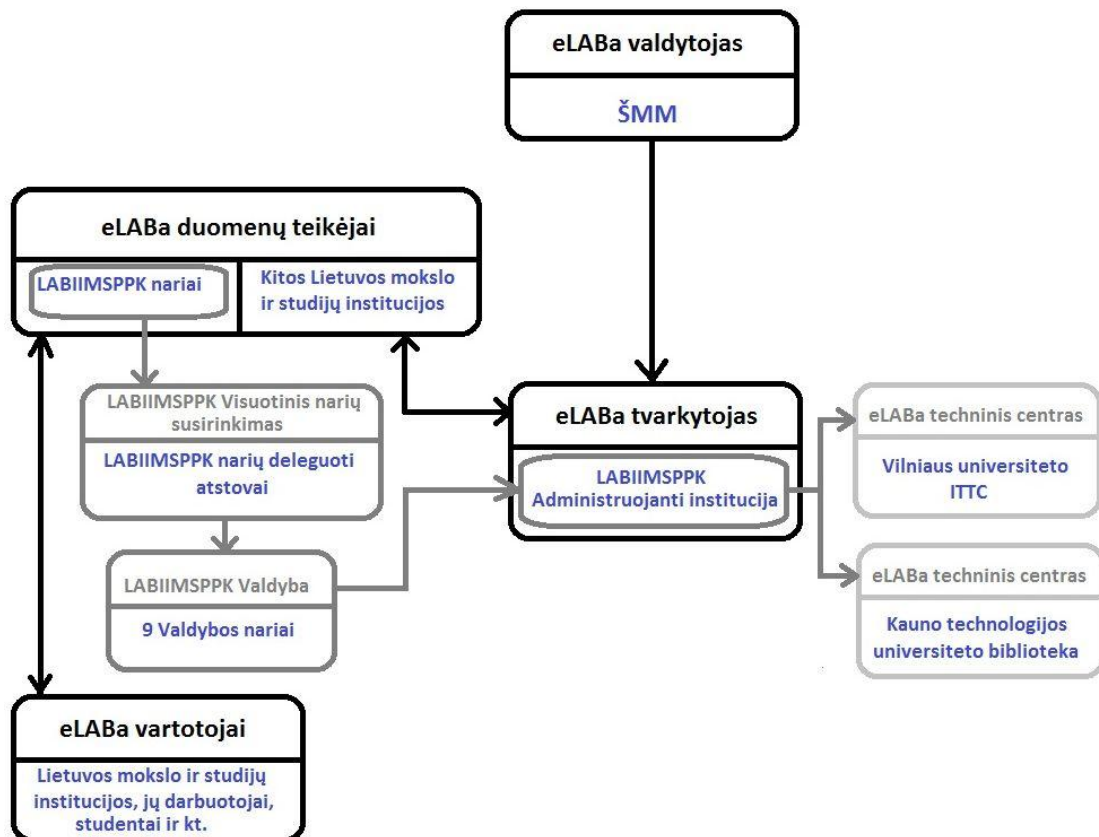 eLABa valdytojas
ŠMM
eLABa duomenų teikėjai
LABIIMSPPK nariai
Kitos Lietuvos mokslo
ir studijų institucijos
LABIIMSPPK Visuotinis narių
susirinkimas
LABIIMSPPK narių deleguoti
atstovai
LABIIMSPPK Valdyba
9 Valdybos nariai
eLABa tvarkytojas
LABIIMSPPK
Administruojanti institucija
eLABa techninis centras
Vilniaus universiteto
ITTC
eLABa techninis centras
Kauno technologijos
universiteto biblioteka
eLABa vartotojai
Lietuvos mokslo ir studijų
institucijos, jų darbuotojai,
studentai ir kt.